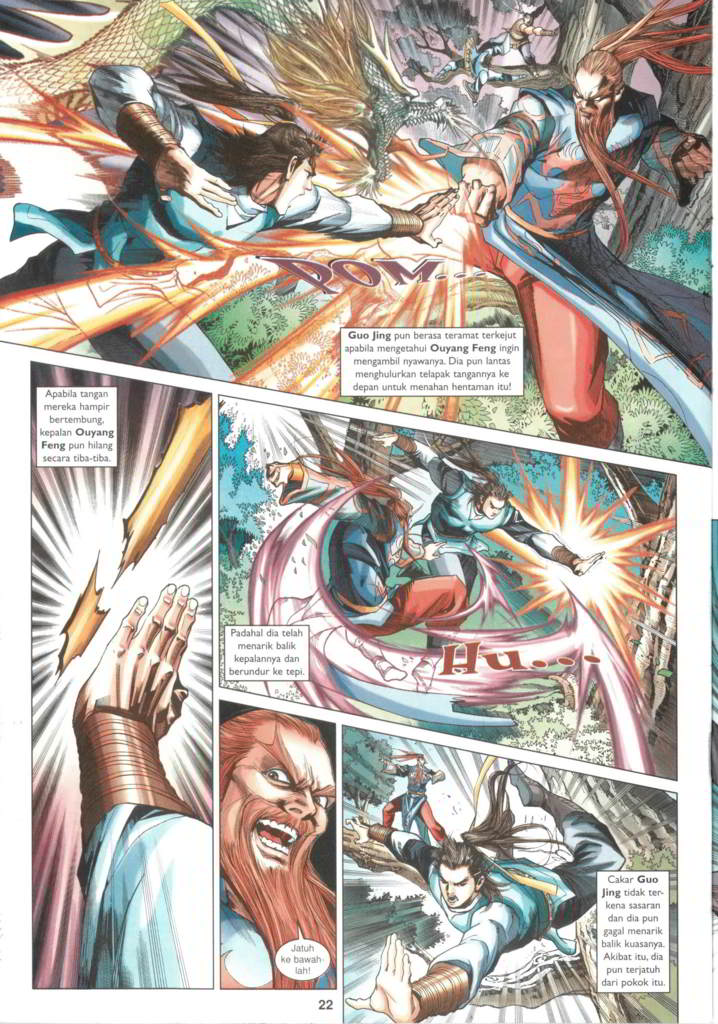 POM...
Guo Jing pun berasa teramat terkejut
apabila mengetahui Ouyang Feng ingin
mengambil nyawanya. Dia pun lantas
menghulurkan telapak tangannya ke
depan untuk menahan hentaman itu!
Apabila tangan
mereka hampir
bertembung,
kepalan Ouyang
Feng pun hilang
secara tiba-tiba.
Padahal dia telah
menarik balik
kepalannya dan
berundur ke tepi.
Hu...
Jatuh
ke bawah-
lah!
Cakar Guo
Jing tidak ter-
kena sasaran
dan dia pun
gagal menarik
balik kuasanya.
Akibat itu, dia
pun terjatuh
dari pokok itu.
22